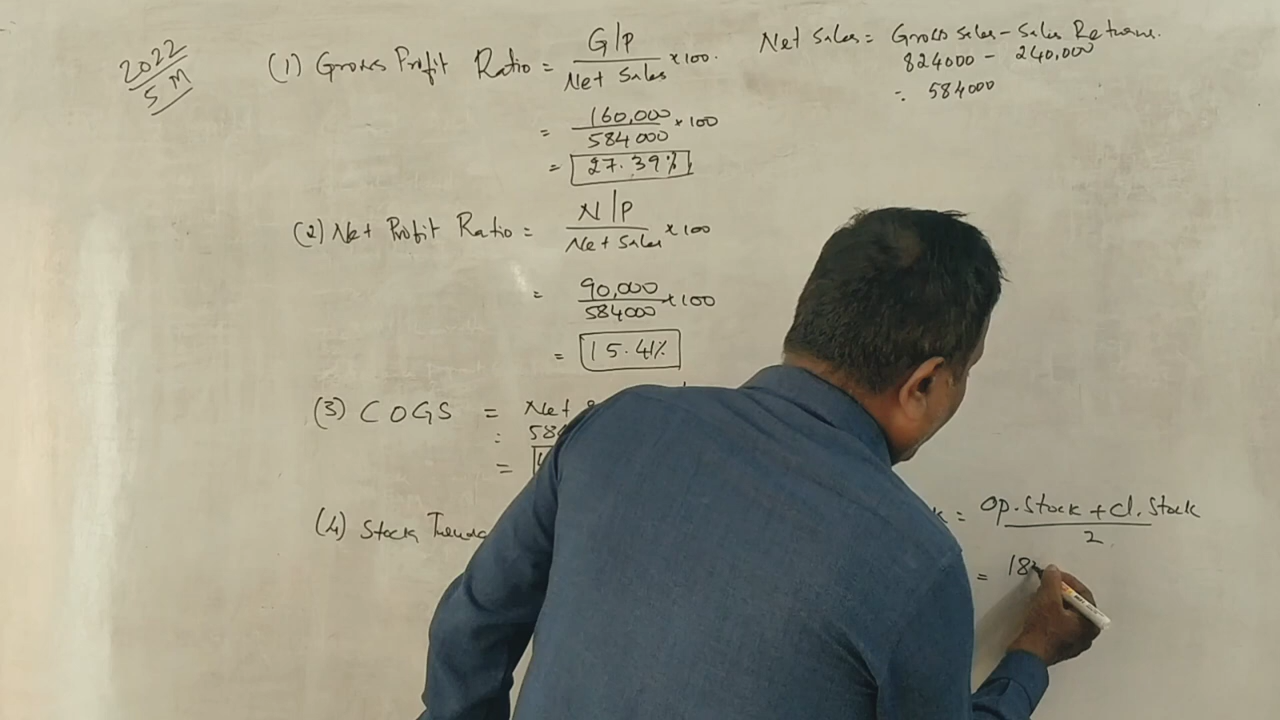 2022
5 M
(1) Gross Profit Ratio = G/P / Net Sales × 100.
Net Sales = Gross Sales - Sales Returns.
824000 - 240,000
= 584000
= 160,000 / 584000 × 100
= 27.39%
(2) Net Profit Ratio = N/P / Net Sales × 100
= 90,000 / 584000 × 100
= 15.41%
(3) COGS = Net
: 58
=
(4) Stock
= Op. Stock + Cl. Stock / 2
= 18